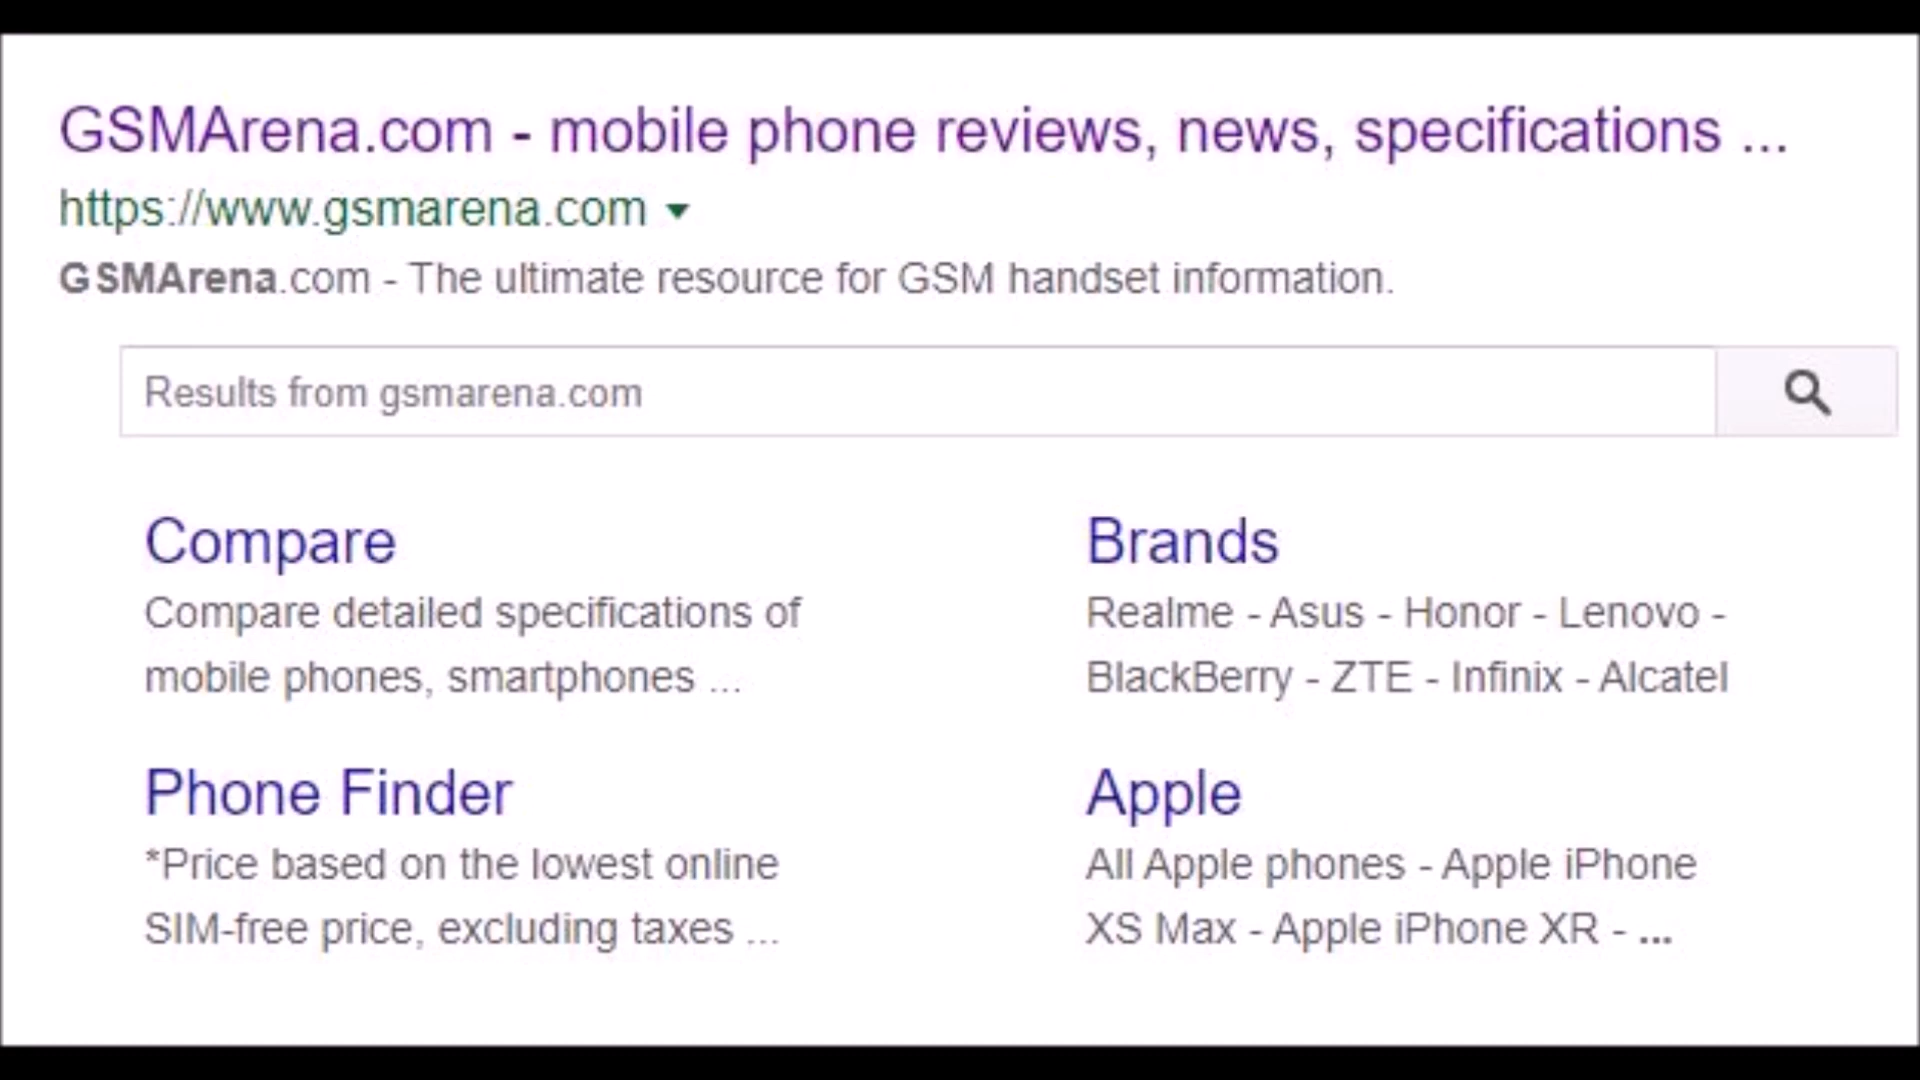 GSMArena.com - mobile phone reviews, news, specifications ...
https://www.gsmarena.com
GSMArena.com - The ultimate resource for GSM handset information.
Results from gsmarena.com
Compare
Compare detailed specifications of
mobile phones, smartphones ...
Brands
Realme - Asus - Honor - Lenovo -
BlackBerry - ZTE - Infinix - Alcatel
Phone Finder
*Price based on the lowest online
SIM-free price, excluding taxes ...
Apple
All Apple phones - Apple iPhone
XS Max - Apple iPhone XR - ...